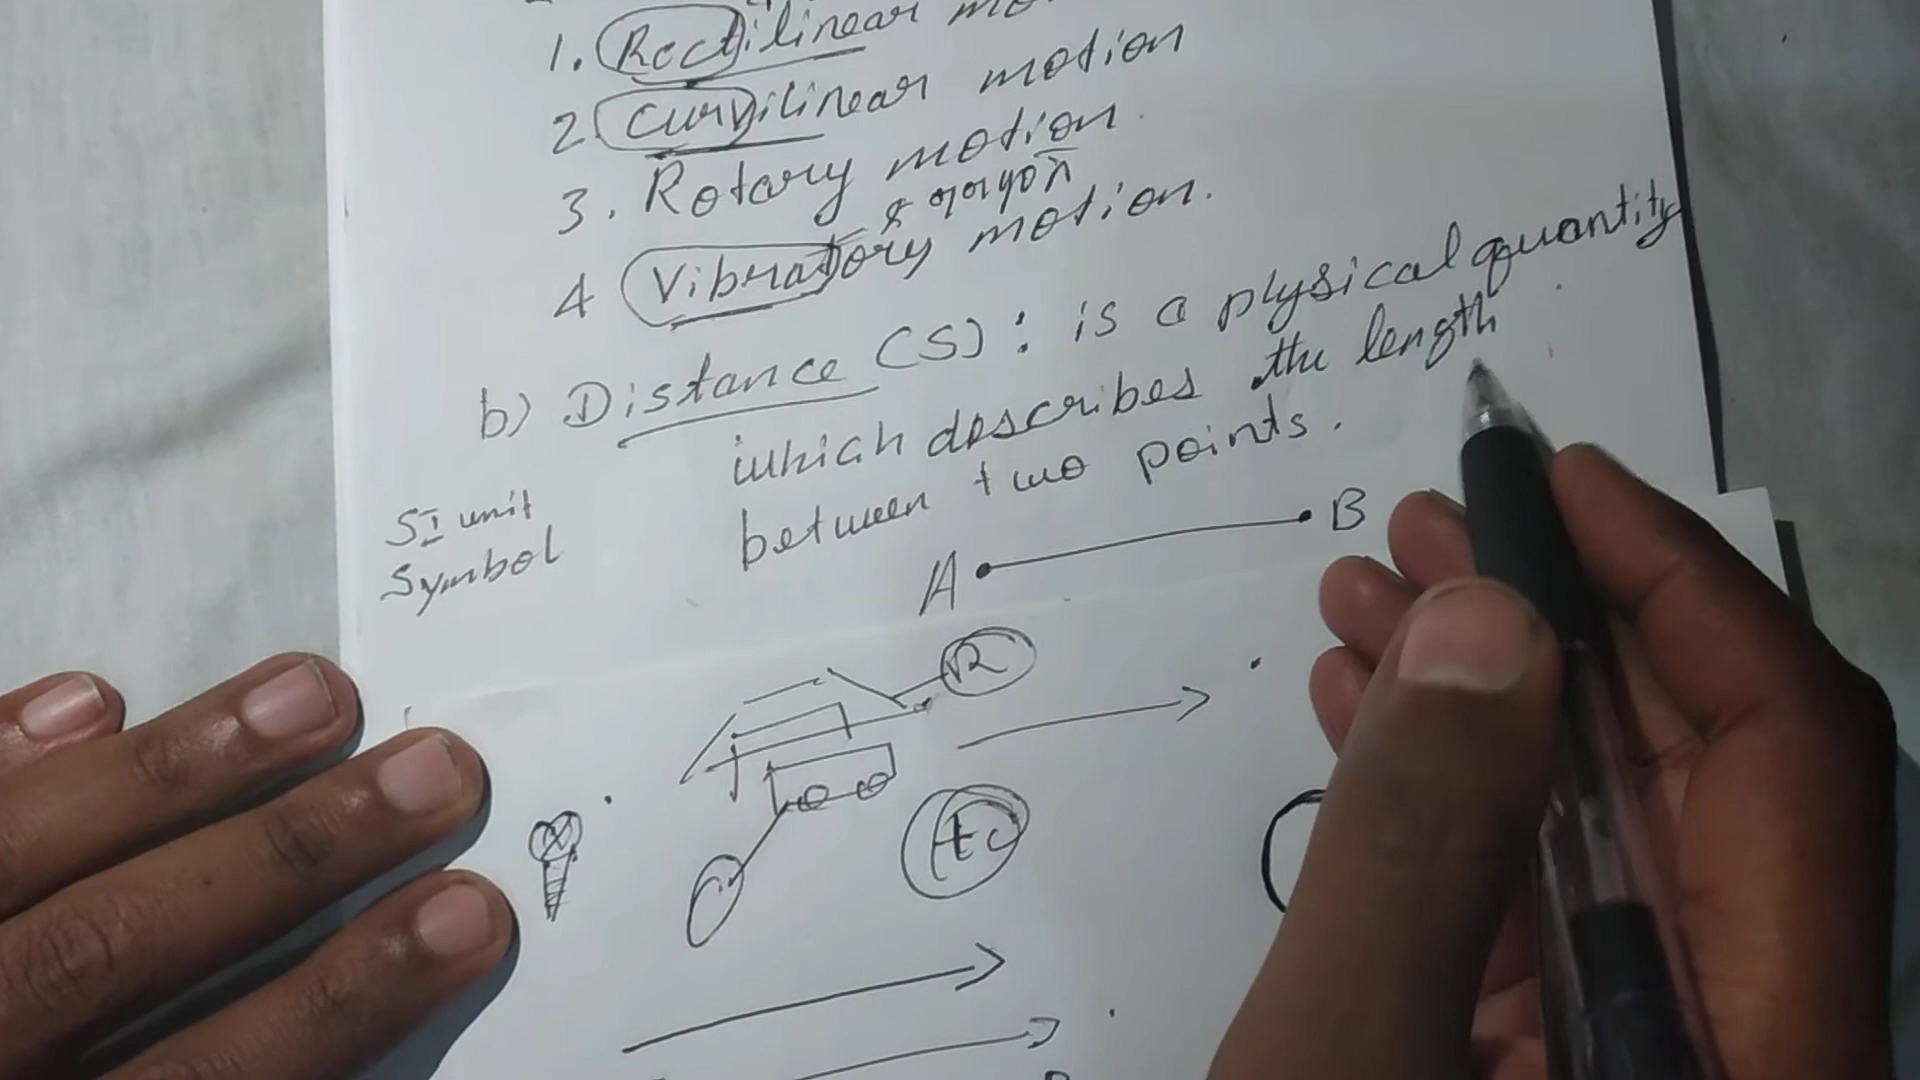 1. Rectilinear
2. Curvilinear motion
3. Rotary motion.
4 Vibratory motion.
b) Distance (S): is a physical quantity
which describes the length
between two points.
SI unit
Symbol
A B
R